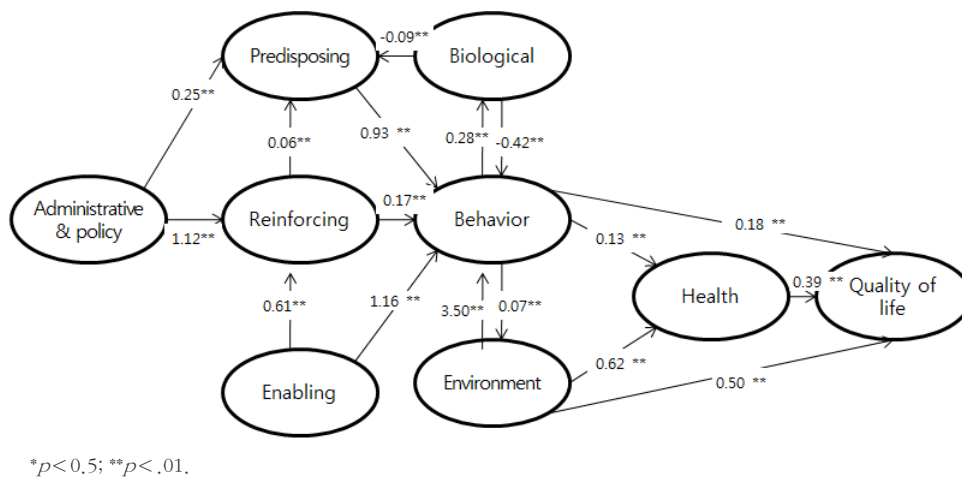 -0.09**
Predisposing
Biological
0.25**
0.93 **
0.06**
0.28**
-0.42**
Administrative
& policy
1.12**
Reinforcing
0.17**
Behavior
0.18 **
0.13 **
0.61**
1.16 **
3.50**
0.07**
Health
0.39 **
Quality of
life
Enabling
Environment
0.62 **
0.50 **
*p<0.5; **p<.01.